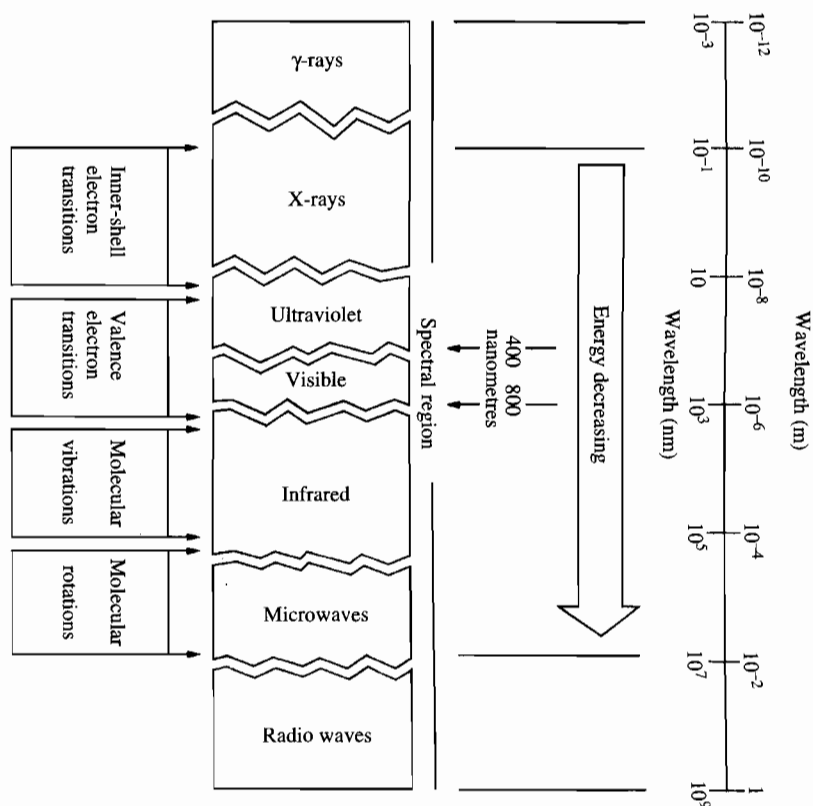 Wavelength (m)
10⁻¹² 10⁻¹⁰ 10⁻⁸ 10⁻⁶ 10⁻⁴ 10⁻² 1
10⁻³ 10⁻¹ 10 10³ 10⁵ 10⁷ 10⁹
Wavelength (nm)
Energy decreasing
400 800
nanometres
Spectral region
γ-rays
X-rays
Ultraviolet
Visible
Infrared
Microwaves
Radio waves
Inner-shell
electron
transitions
Valence
electron
transitions
Molecular
vibrations
Molecular
rotations